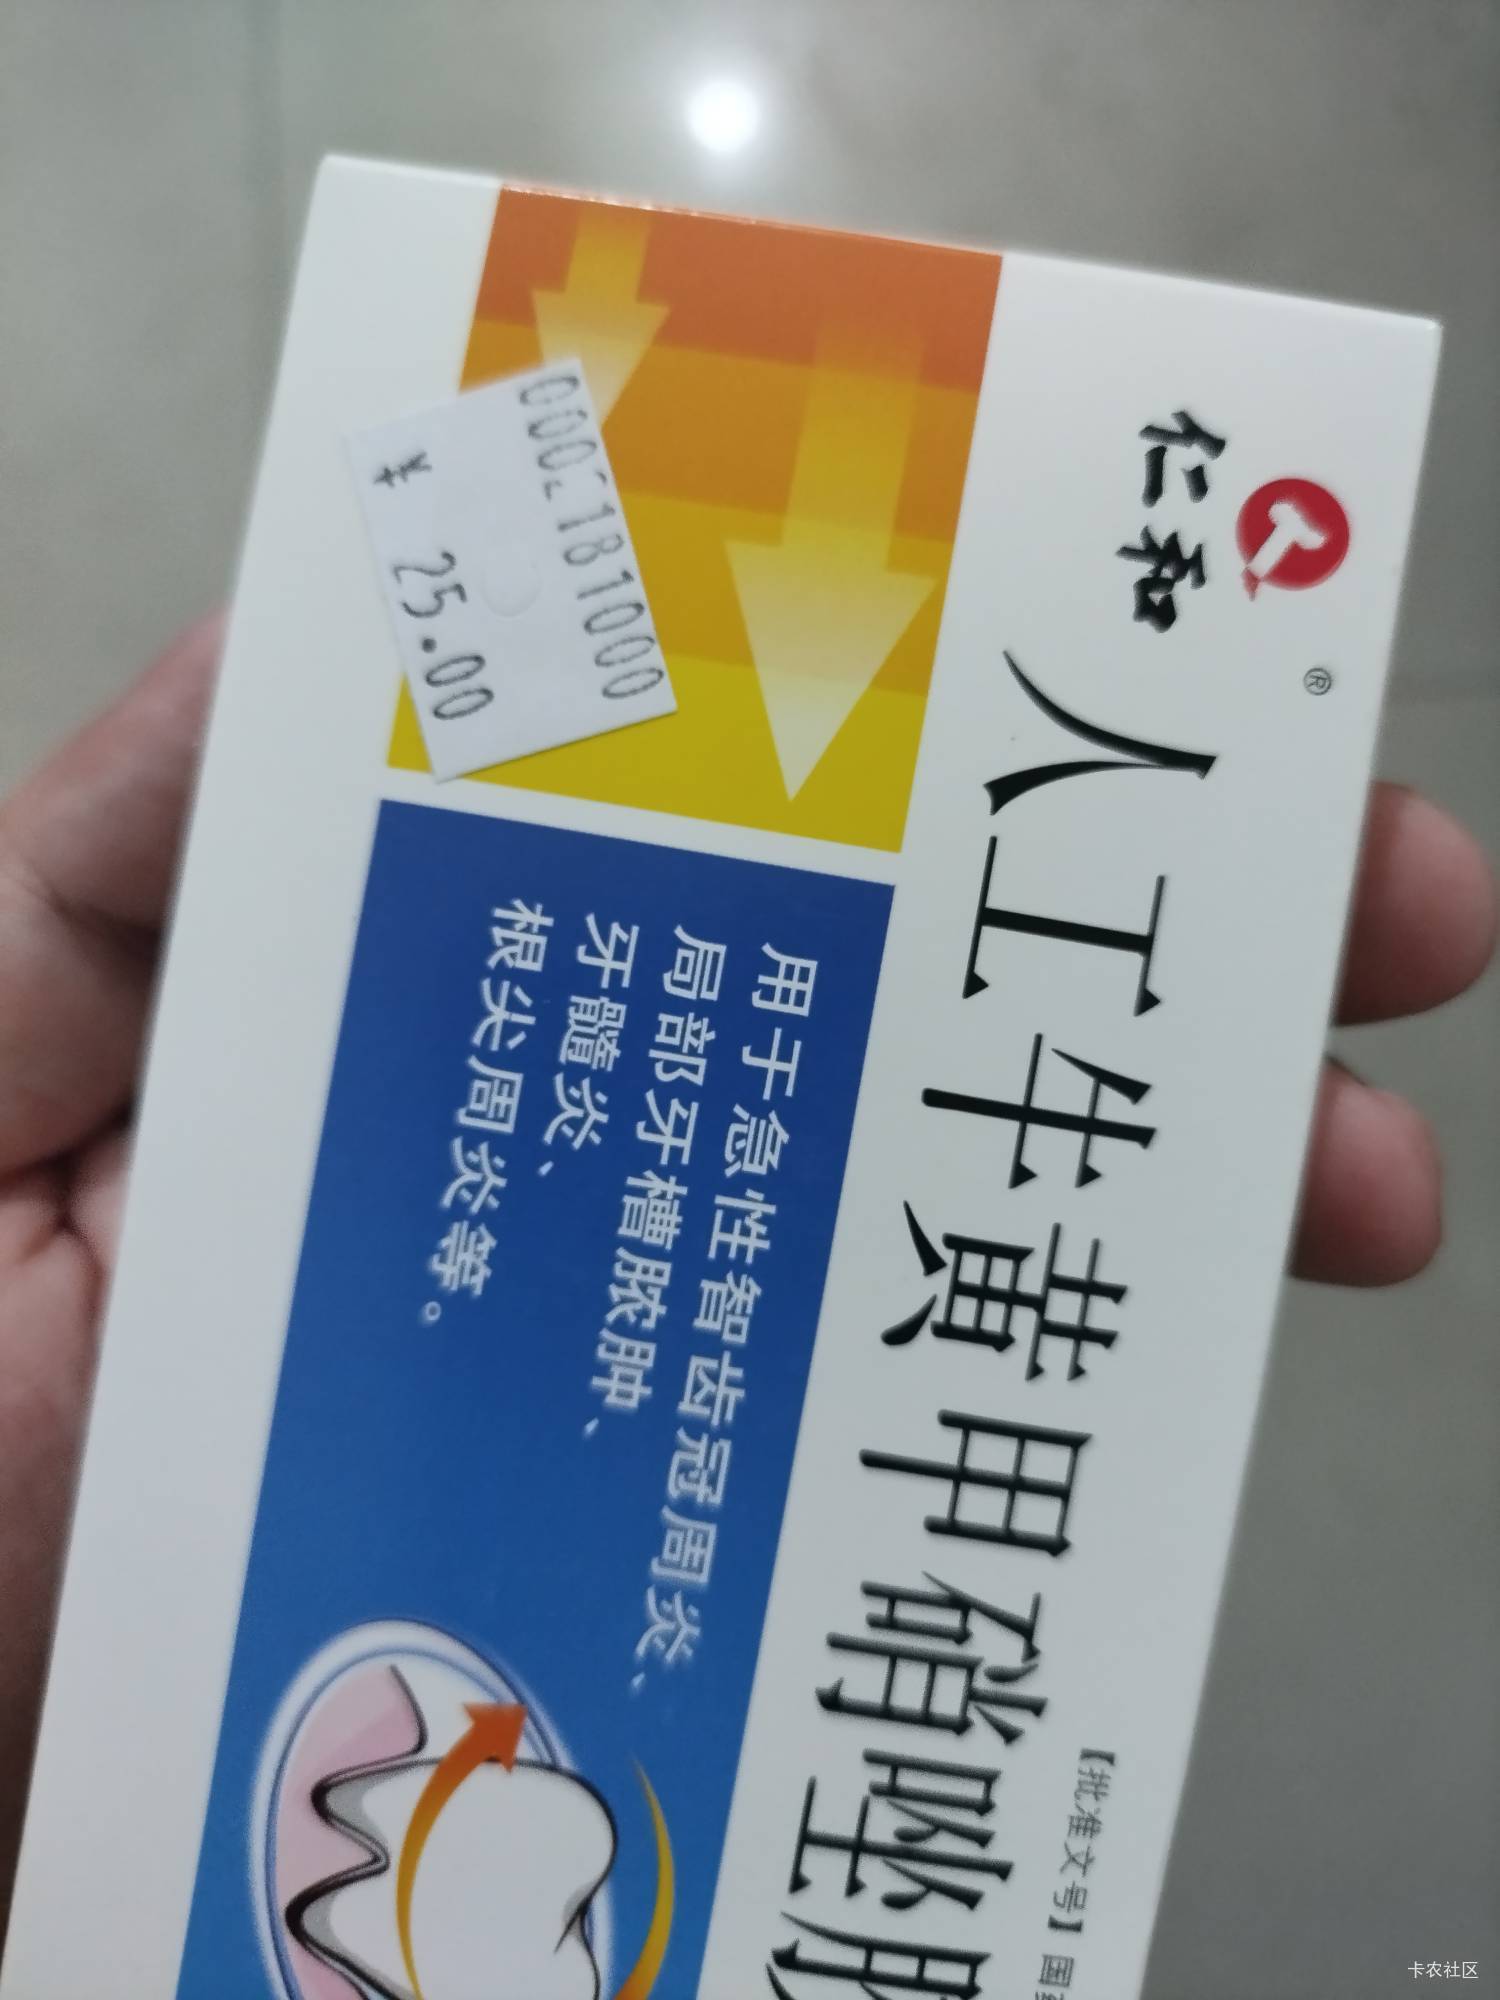 仁和
®
人工牛黄甲硝唑胶
【批准文号】国
0002181000
¥ 25.00
用于急性智齿冠周炎、
局部牙槽脓肿、
牙髓炎、
根尖周炎等。
卡农社区